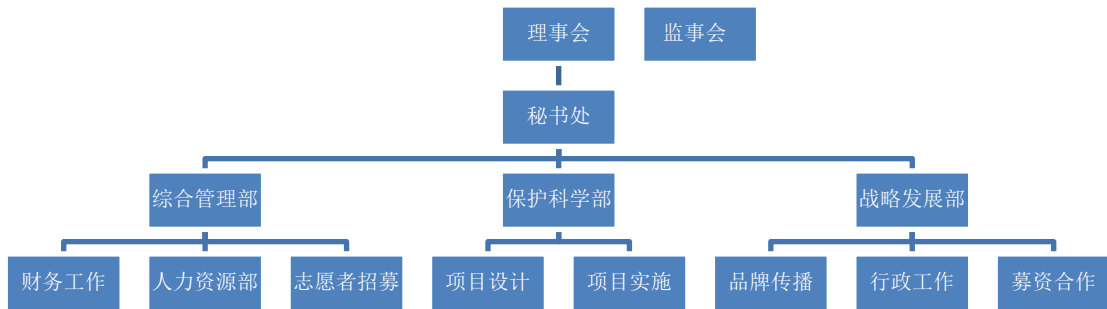 理事会
监事会
秘书处
综合管理部
保护科学部
战略发展部
财务工作
人力资源部
志愿者招募
项目设计
项目实施
品牌传播
行政工作
募资合作